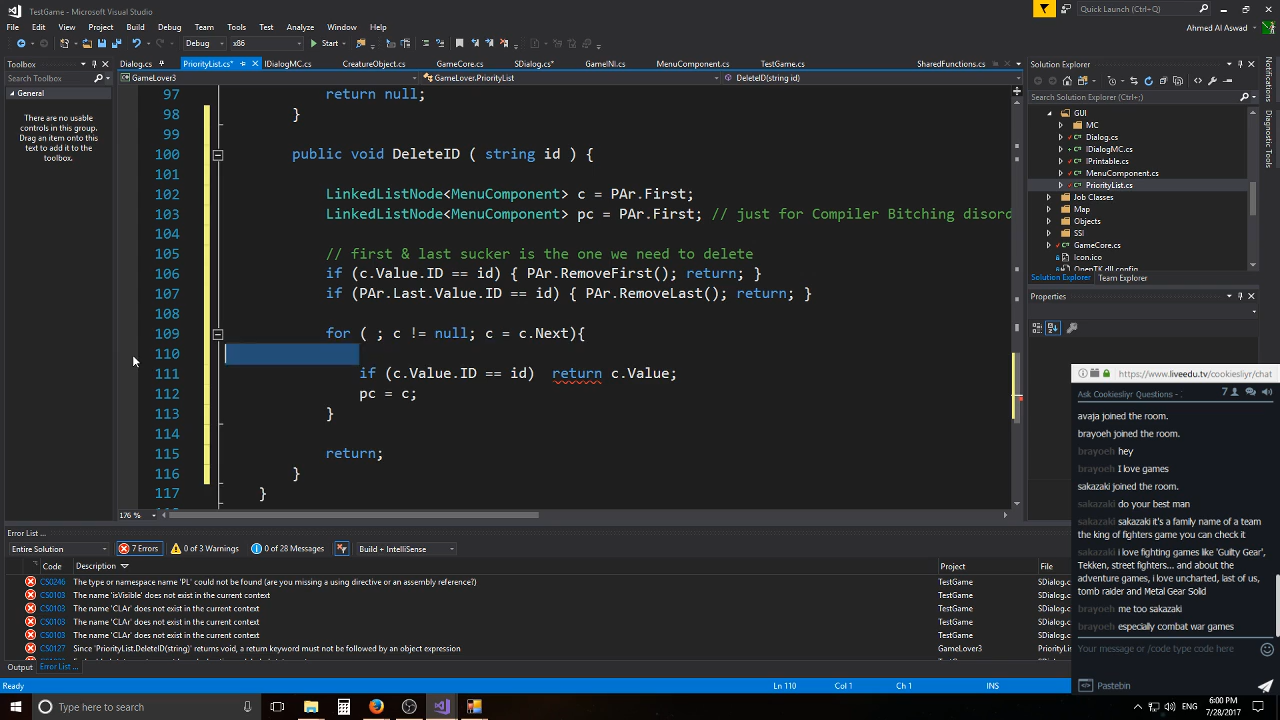 TestGame - Microsoft Visual Studio
Quick Launch (Ctrl+Q)
File Edit View Project Build Debug Team Tools Test Analyze Window Help
Ahmed Al Aswad
Debug x86 Start
Toolbox
Search Toolbox
General
There are no usable
controls in this group.
Drag an item onto this
text to add it to the
toolbox.
Dialog.cs PriorityList.cs* IDialogMC.cs CreatureObject.cs GameCore.cs SDialog.cs* GameINI.cs MenuComponent.cs TestGame.cs SharedFunctions.cs
GameLover3 GameLover.PriorityList DeleteID(string id)
97 return null;
98 }
99
100 public void DeleteID ( string id ) {
101
102 LinkedListNode<MenuComponent> c = PAr.First;
103 LinkedListNode<MenuComponent> pc = PAr.First; // just for Compiler Bitching disord
104
105 // first & last sucker is the one we need to delete
106 if (c.Value.ID == id) { PAr.RemoveFirst(); return; }
107 if (PAr.Last.Value.ID == id) { PAr.RemoveLast(); return; }
108
109 for ( ; c != null; c = c.Next){
110
111 if (c.Value.ID == id) return c.Value;
112 pc = c;
113 }
114
115 return;
116 }
117 }
176 %
Solution Explorer
Search Solution Explorer (Ctrl+;)
GUI
MC
Dialog.cs
IDialogMC.cs
IPrintable.cs
MenuComponent.cs
PriorityList.cs
Job Classes
Map
Objects
SSI
GameCore.cs
Icon.ico
OpenTK.dll.config
Solution Explorer Team Explorer
Properties
Notifications
Diagnostic Tools
https://www.liveedu.tv/cookiesliyr/chat
Ask Cookiesliyr Questions - 7
avaja joined the room.
brayoeh joined the room.
brayoeh hey
brayoeh I love games
sakazaki joined the room.
sakazaki do your best man
sakazaki sakazaki it's a family name of a team
the king of fighters game you can check it
sakazaki i love fighting games like 'Guilty Gear',
Tekken, street fighters... and about the
adventure games, i love uncharted, last of us,
tomb raider and Metal Gear Solid
brayoeh me too sakazaki
brayoeh especially combat war games
Your message or /code type code here
Pastebin
Error List ...
Entire Solution 7 Errors 0 of 3 Warnings 0 of 28 Messages Build + IntelliSense
Code Description Project File
CS0246 The type or namespace name 'PL' could not be found (are you missing a using directive or an assembly reference?) TestGame SDialog.cs
CS0103 The name 'isVisible' does not exist in the current context TestGame SDialog.cs
CS0103 The name 'CLAr' does not exist in the current context TestGame SDialog.cs
CS0103 The name 'CLAr' does not exist in the current context TestGame SDialog.cs
CS0103 The name 'CLAr' does not exist in the current context TestGame SDialog.cs
CS0127 Since 'PriorityList.DeleteID(string)' returns void, a return keyword must not be followed by an object expression GameLover3 PriorityList
Output Error List ...
Ready Ln 110 Col 1 Ch 1 INS
Type here to search
ENG
6:00 PM
7/28/2017